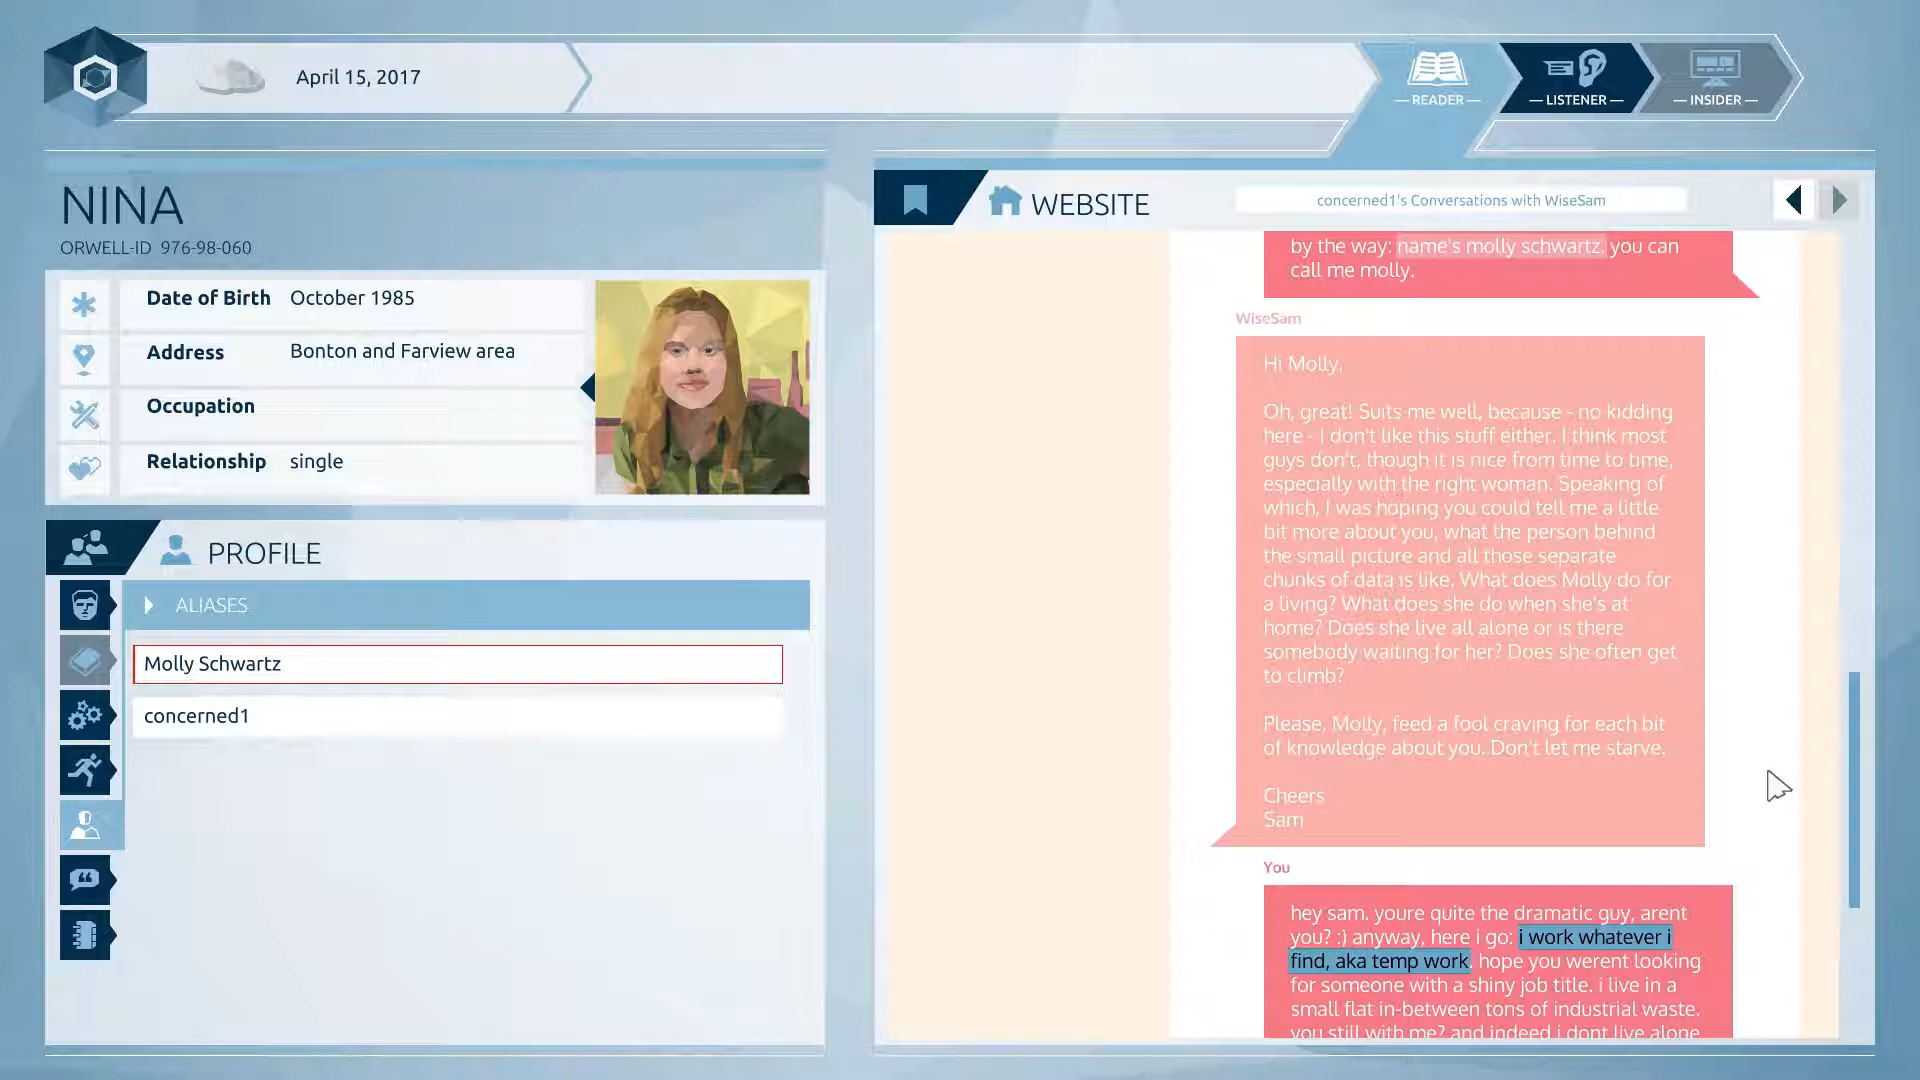 April 15, 2017
— READER —
— LISTENER —
— INSIDER —
NINA
ORWELL-ID 976-98-060
Date of Birth October 1985
Address Bonton and Farview area
Occupation
Relationship single
PROFILE
ALIASES
Molly Schwartz
concerned1
WEBSITE
concerned1's Conversations with WiseSam
by the way: name's molly schwartz. you can
call me molly.
WiseSam
Hi Molly,
Oh, great! Suits me well, because - no kidding
here - I don't like this stuff either. I think most
guys don't, though it is nice from time to time,
especially with the right woman. Speaking of
which, I was hoping you could tell me a little
bit more about you, what the person behind
the small picture and all those separate
chunks of data is like. What does Molly do for
a living? What does she do when she's at
home? Does she live all alone or is there
somebody waiting for her? Does she often get
to climb?
Please, Molly, feed a fool craving for each bit
of knowledge about you. Don't let me starve.
Cheers
Sam
You
hey sam. youre quite the dramatic guy, arent
you? :) anyway, here i go: i work whatever i
find, aka temp work. hope you werent looking
for someone with a shiny job title. i live in a
small flat in-between tons of industrial waste.
you still with me? and indeed i dont live alone